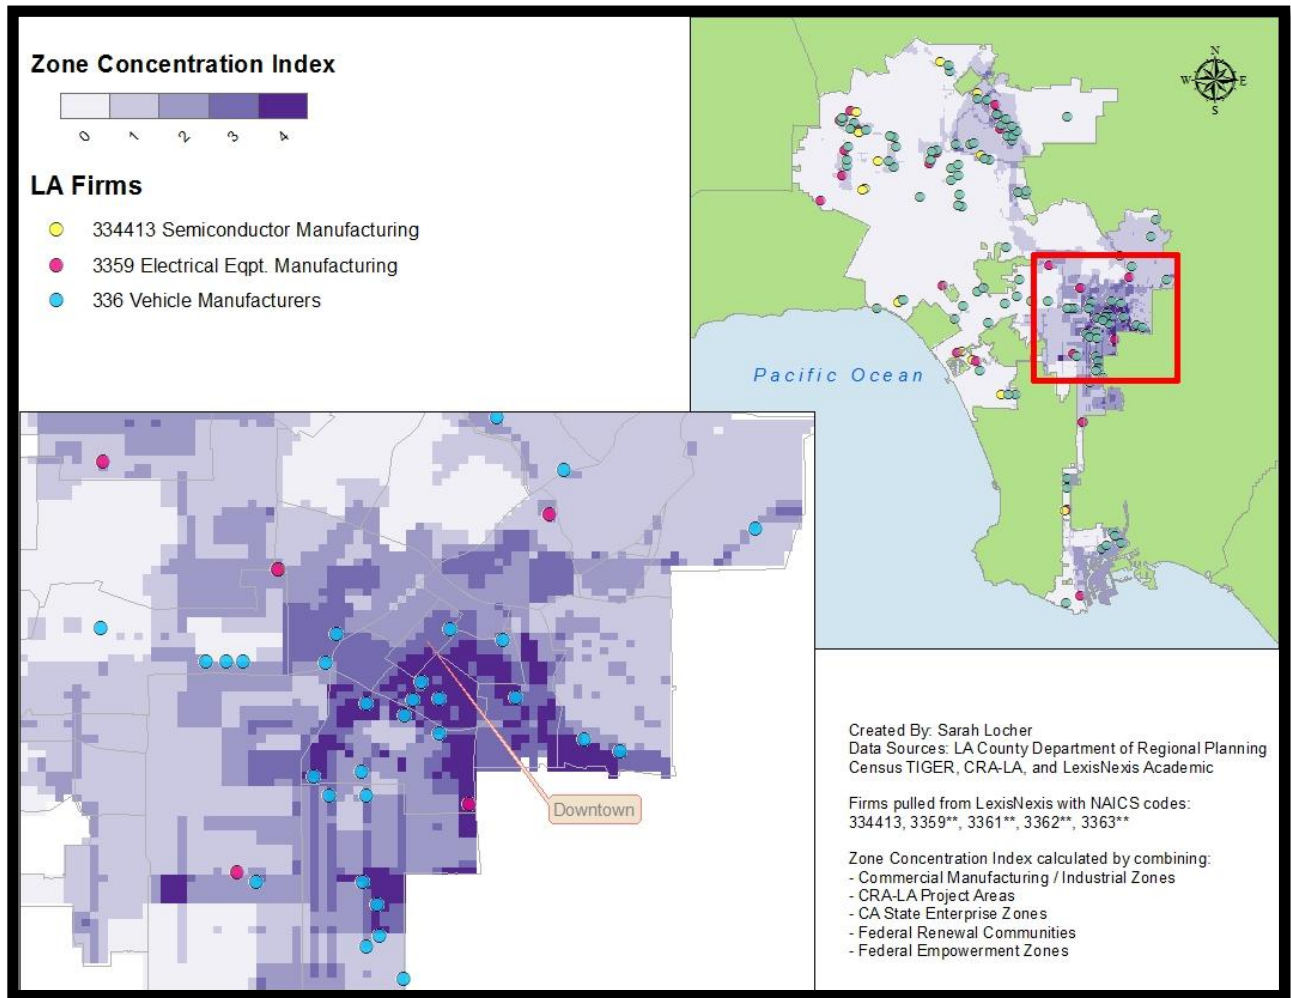 Zone Concentration Index
0 1 2 3 4
LA Firms
334413 Semiconductor Manufacturing
3359 Electrical Eqpt. Manufacturing
336 Vehicle Manufacturers
N
W E
S
Pacific Ocean
Downtown
Created By: Sarah Locher
Data Sources: LA County Department of Regional Planning
Census TIGER, CRA-LA, and LexisNexis Academic
Firms pulled from LexisNexis with NAICS codes:
334413, 3359**, 3361**, 3362**, 3363**
Zone Concentration Index calculated by combining:
- Commercial Manufacturing / Industrial Zones
- CRA-LA Project Areas
- CA State Enterprise Zones
- Federal Renewal Communities
- Federal Empowerment Zones